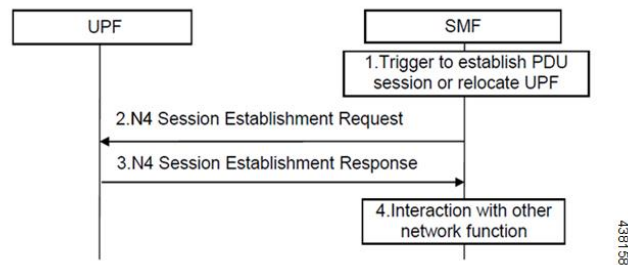 UPF
SMF
1.Trigger to establish PDU
session or relocate UPF
2.N4 Session Establishment Request
3.N4 Session Establishment Response
4.Interaction with other
network function
438158